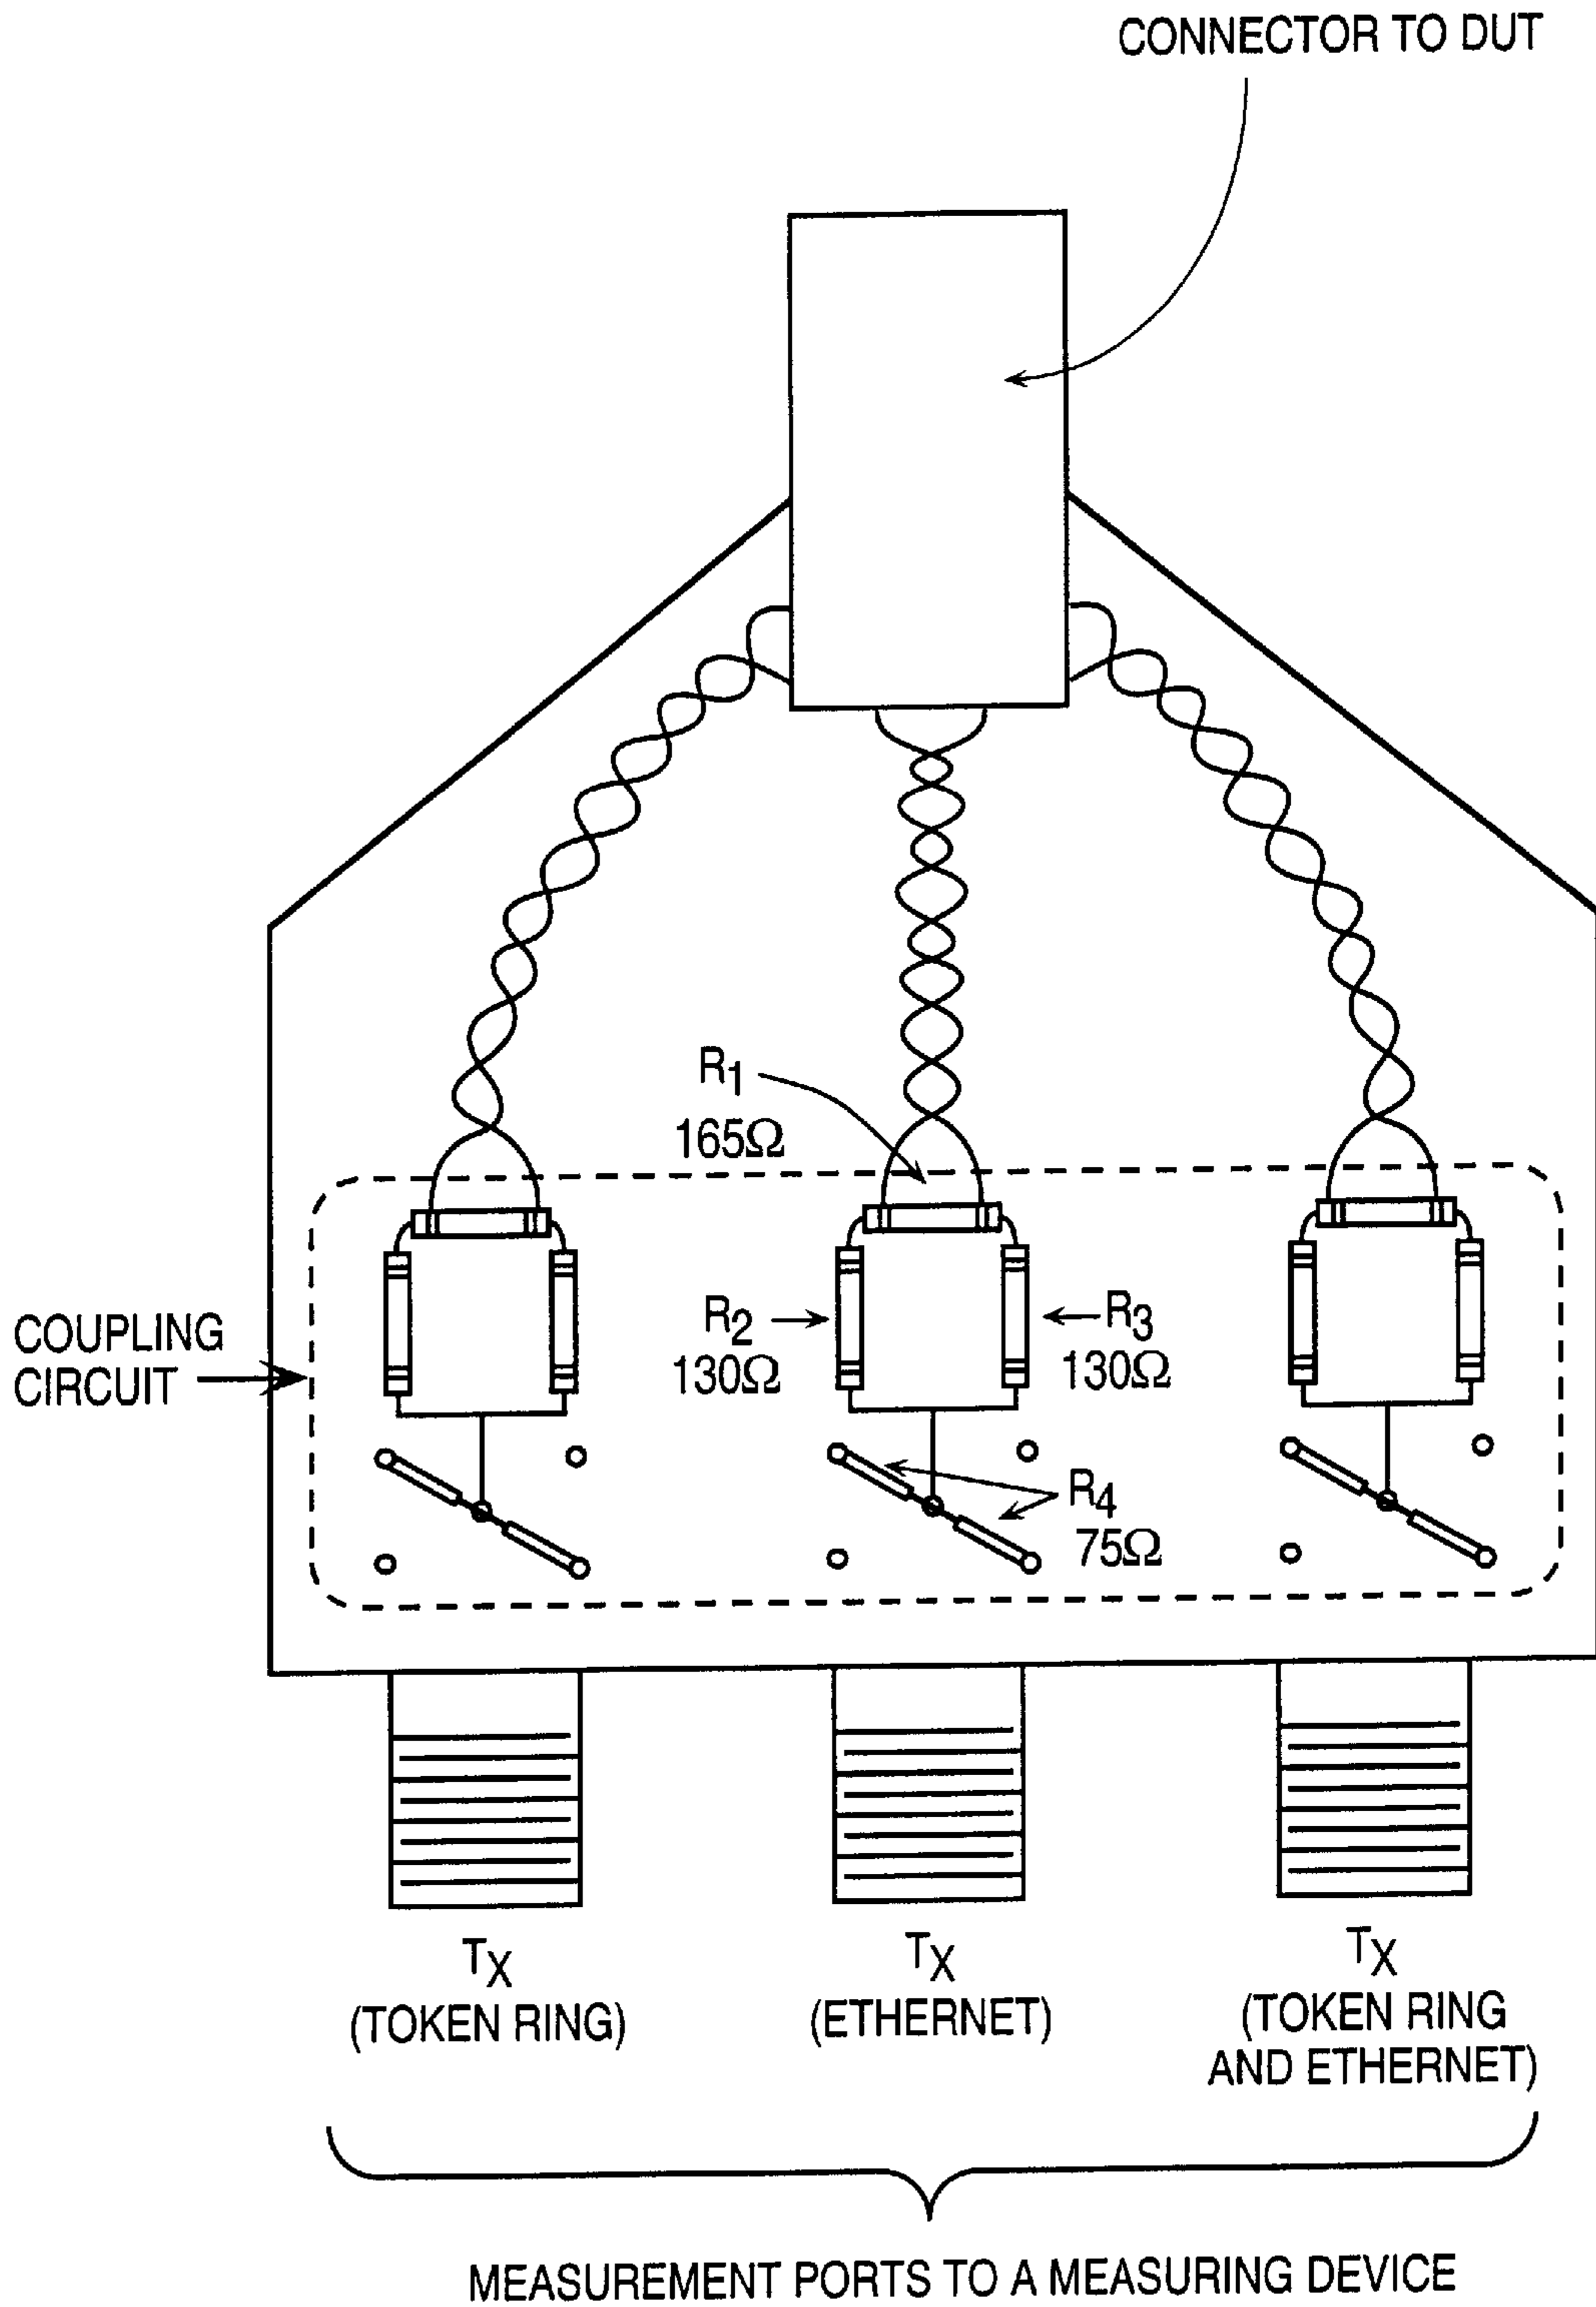 CONNECTOR TO DUT
R1
165Ω
COUPLING
CIRCUIT
R2
130Ω
R3
130Ω
R4
75Ω
TX
(TOKEN RING)
TX
(ETHERNET)
TX
(TOKEN RING
AND ETHERNET)
MEASUREMENT PORTS TO A MEASURING DEVICE